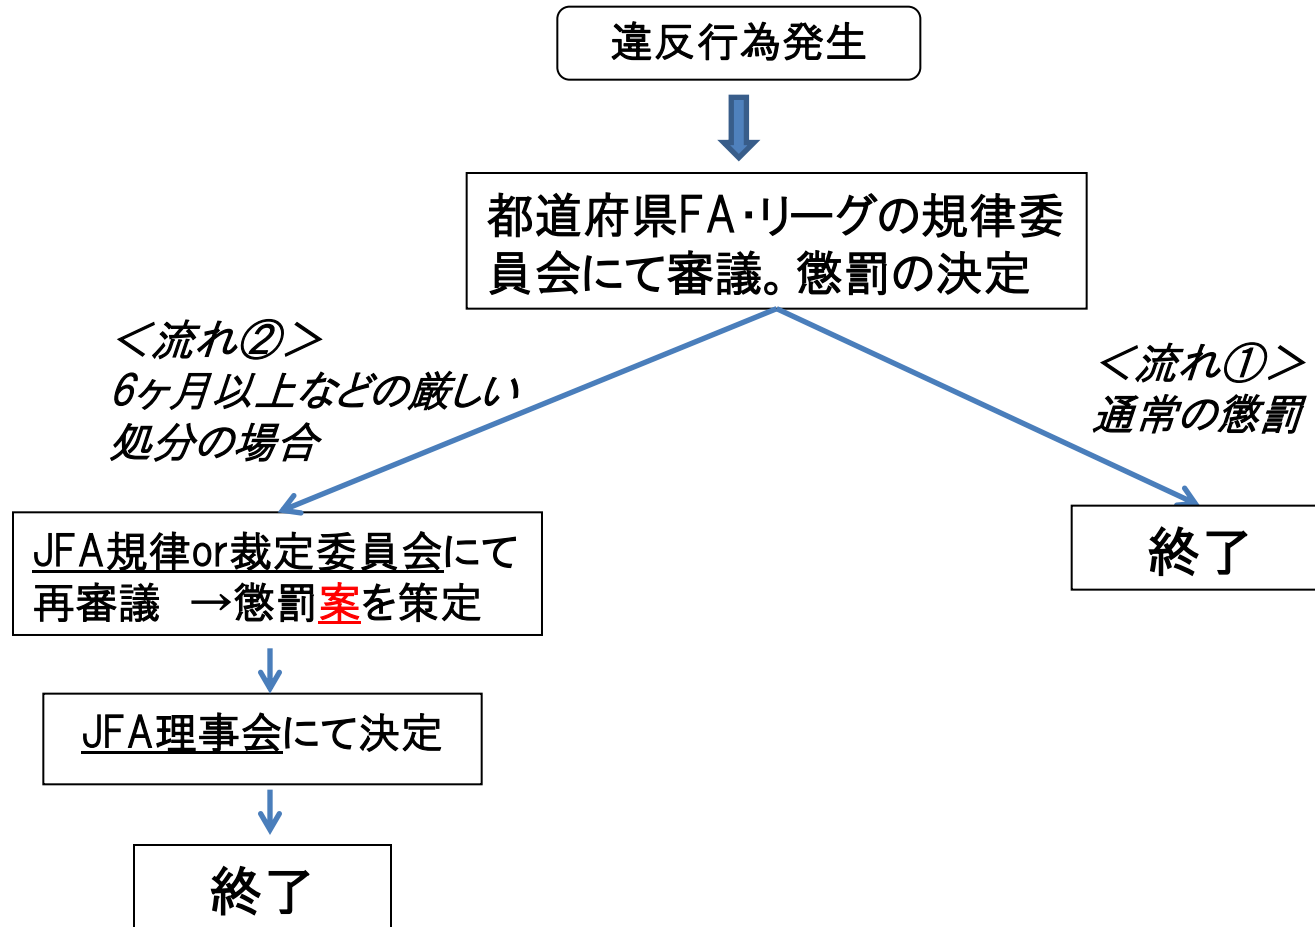 違反行為発生
都道府県FA・リーグの規律委
員会にて審議。懲罰の決定
＜流れ②＞
6ヶ月以上などの厳しい
処分の場合
＜流れ①＞
通常の懲罰
JFA規律or裁定委員会にて
再審議　→懲罰案を策定
終了
JFA理事会にて決定
終了